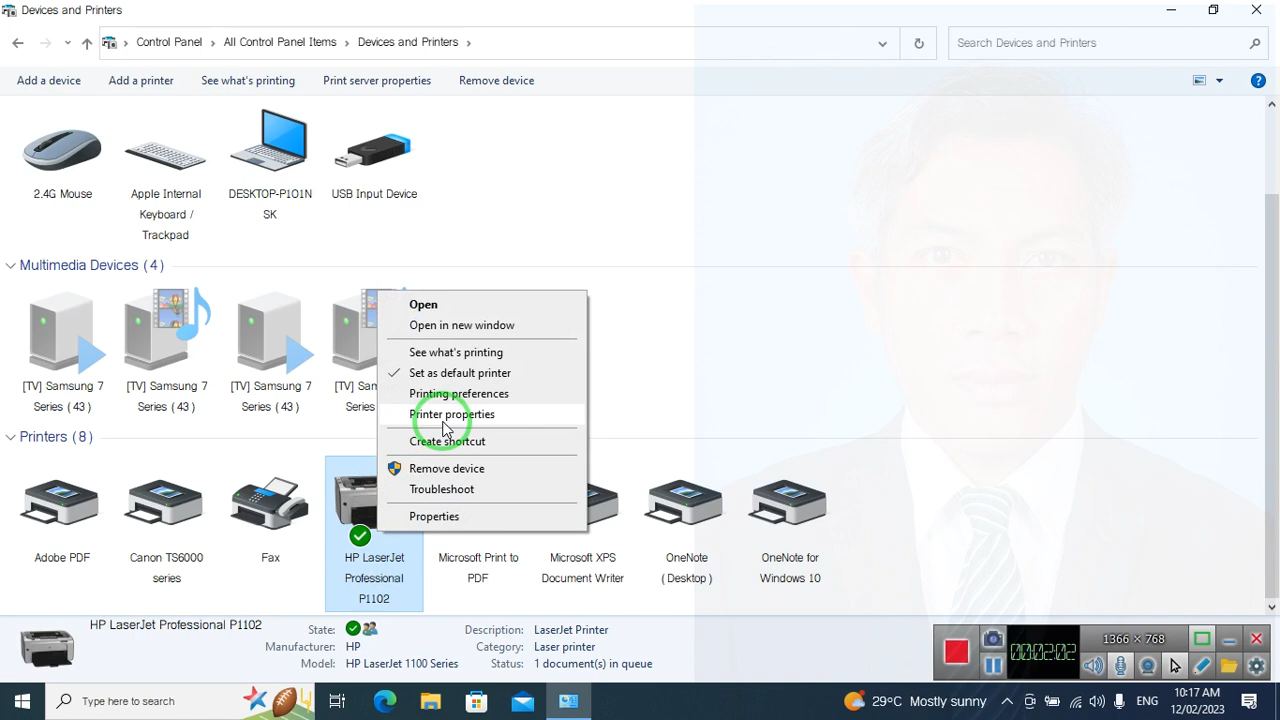 Devices and Printers
Control Panel
All Control Panel Items
Devices and Printers
Search Devices and Printers
Add a device
Add a printer
See what's printing
Print server properties
Remove device
2.4G Mouse
Apple Internal
Keyboard /
Trackpad
DESKTOP-P1O1N
SK
USB Input Device
Multimedia Devices (4)
[TV] Samsung 7
Series (43)
[TV] Samsung 7
Series (43)
[TV] Samsung 7
Series (43)
[TV] Sa
Series
Open
Open in new window
See what's printing
Set as default printer
Printing preferences
Printer properties
Create shortcut
Remove device
Troubleshoot
Properties
Printers (8)
Adobe PDF
Canon TS6000
series
Fax
HP LaserJet
Professional
P1102
Microsoft Print to
PDF
Microsoft XPS
Document Writer
OneNote
(Desktop)
OneNote for
Windows 10
HP LaserJet Professional P1102
State:
Manufacturer: HP
Model: HP LaserJet 1100 Series
Description: LaserJet Printer
Category: Laser printer
Status: 1 document(s) in queue
1366 × 768
00:02:02
Type here to search
29°C Mostly sunny
ENG
10:17 AM
12/02/2023